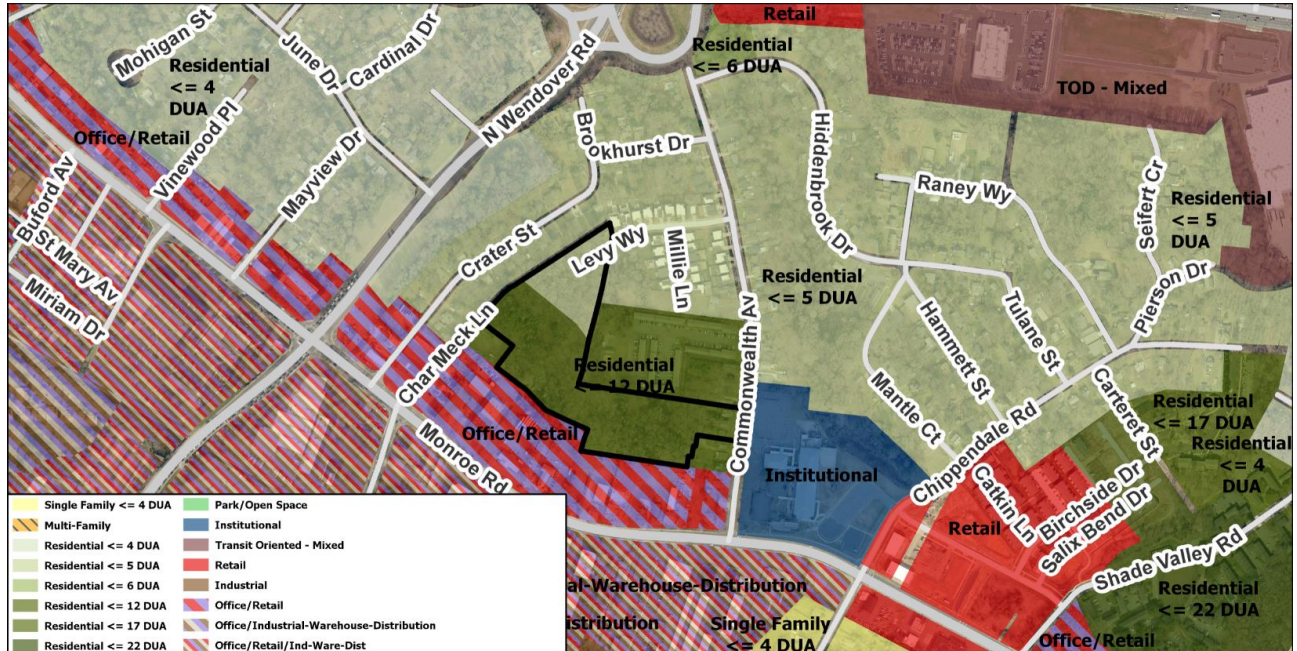 Retail
Mohigan St
June Dr
Cardinal Dr
N Wendover Rd
Residential
<= 6 DUA
Residential
<= 4
DUA
TOD - Mixed
Office/Retail
Vinewood Pl
Mayview Dr
Brookhurst Dr
Hiddenbrook Dr
Raney Wy
Seifert Cr
Residential
<= 5
DUA
Buford Av
St Mary Av
Miriam Dr
Crater St
Levy Wy
Millie Ln
Residential
<= 5 DUA
Pierson Dr
Char Meck Ln
Commonwealth Av
Hammett St
Tulane St
Residential
<= 12 DUA
Mantle Ct
Carteret St
Chippendale Rd
Residential
<= 17 DUA
Residential
<= 4
DUA
Office/Retail
Monroe Rd
Institutional
Catkin Ln
Birchside Dr
Salix Bend Dr
Retail
Shade Valley Rd
Residential
<= 22 DUA
al-Warehouse-Distribution
istribution
Single Family
<= 4 DUA
Office/Retail
Single Family <= 4 DUA
Multi-Family
Residential <= 4 DUA
Residential <= 5 DUA
Residential <= 6 DUA
Residential <= 12 DUA
Residential <= 17 DUA
Residential <= 22 DUA
Park/Open Space
Institutional
Transit Oriented - Mixed
Retail
Industrial
Office/Retail
Office/Industrial-Warehouse-Distribution
Office/Retail/Ind-Ware-Dist